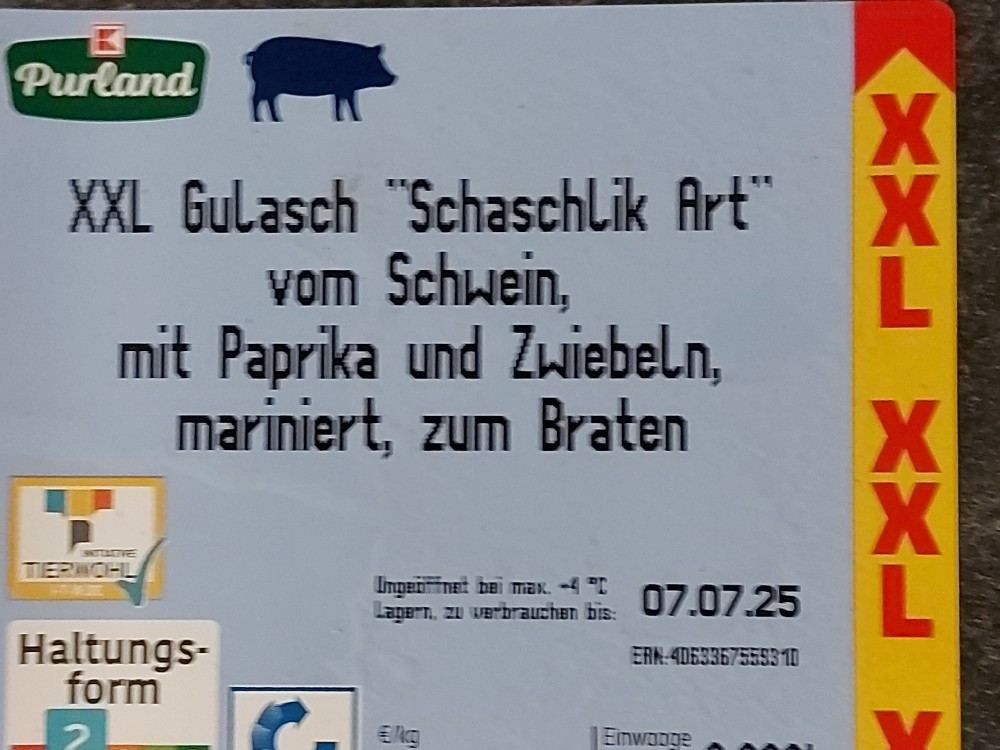 K
Purland
XXL Gulasch "Schaschlik Art"
vom Schwein,
mit Paprika und Zwiebeln,
mariniert, zum Braten
INITIATIVE
TIERWOHL
Ungeöffnet bei max. +4 °C
Lagern, zu verbrauchen bis:
07.07.25
EAN:4063367559310
Haltungs-
form
2
€/kg
Einwaage
XXL
XXL
X